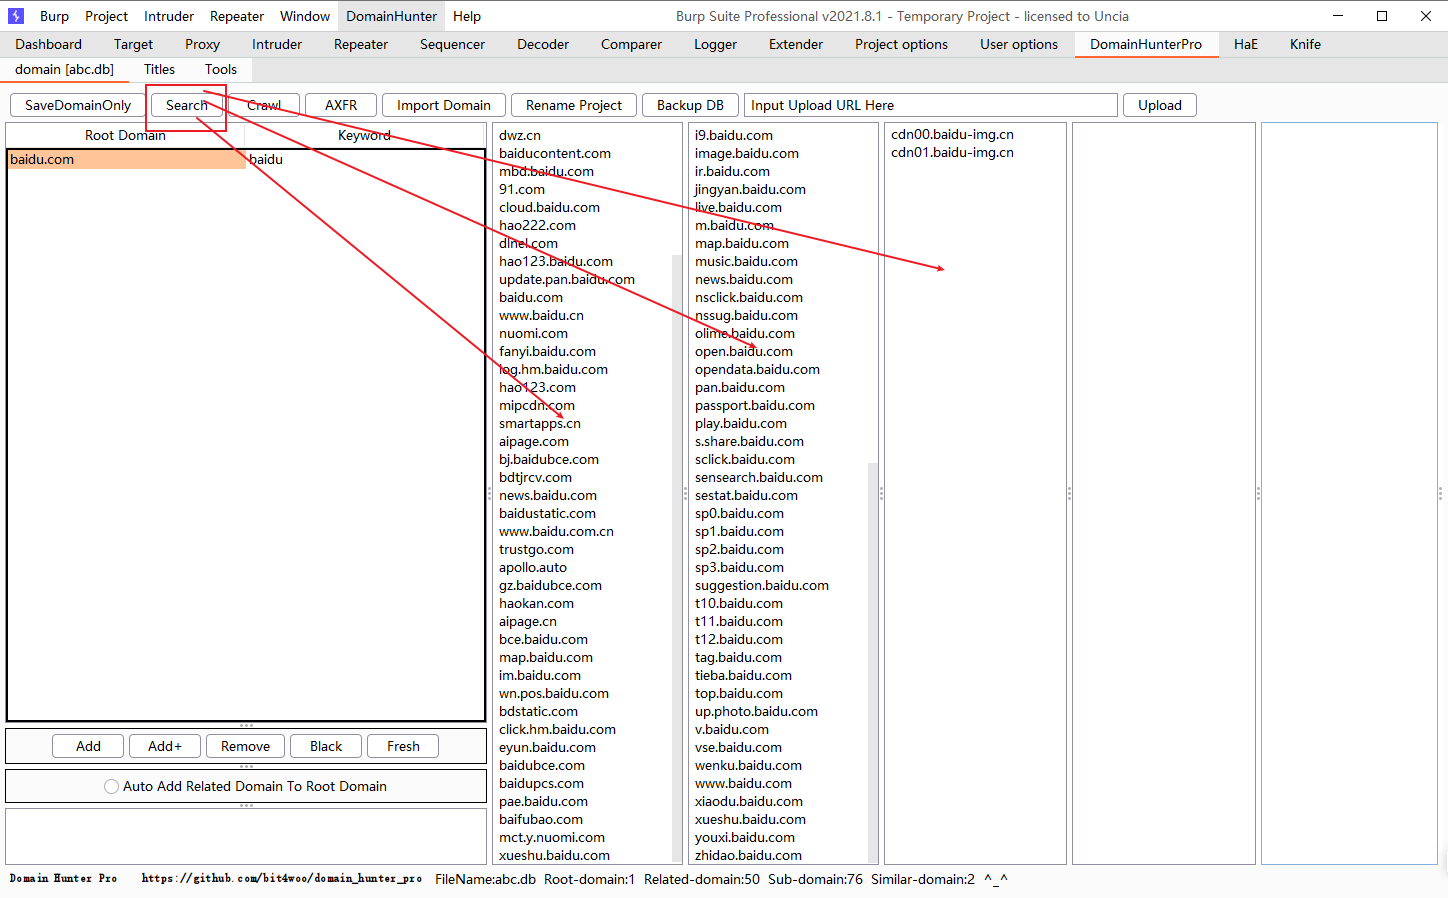 Burp Project Intruder Repeater Window DomainHunter Help Burp Suite Professional v2021.8.1 - Temporary Project - licensed to Uncia
Dashboard Target Proxy Intruder Repeater Sequencer Decoder Comparer Logger Extender Project options User options DomainHunterPro HaE Knife
domain [abc.db] Titles Tools
SaveDomainOnly Search Crawl AXFR Import Domain Rename Project Backup DB Input Upload URL Here Upload
Root Domain Keyword
baidu.com baidu
dwz.cn
baiducontent.com
mbd.baidu.com
91.com
cloud.baidu.com
hao222.com
dlnel.com
hao123.baidu.com
update.pan.baidu.com
baidu.com
www.baidu.cn
nuomi.com
fanyi.baidu.com
log.hm.baidu.com
hao123.com
mipcdn.com
smartapps.cn
aipage.com
bj.baidubce.com
bdtjrcv.com
news.baidu.com
baidustatic.com
www.baidu.com.cn
trustgo.com
apollo.auto
gz.baidubce.com
haokan.com
aipage.cn
bce.baidu.com
map.baidu.com
im.baidu.com
wn.pos.baidu.com
bdstatic.com
click.hm.baidu.com
eyun.baidu.com
baidubce.com
baidupcs.com
pae.baidu.com
baifubao.com
mct.y.nuomi.com
xueshu.baidu.com
i9.baidu.com
image.baidu.com
ir.baidu.com
jingyan.baidu.com
live.baidu.com
m.baidu.com
map.baidu.com
music.baidu.com
news.baidu.com
nsclick.baidu.com
nssug.baidu.com
olime.baidu.com
open.baidu.com
opendata.baidu.com
pan.baidu.com
passport.baidu.com
play.baidu.com
s.share.baidu.com
sclick.baidu.com
sensearch.baidu.com
sestat.baidu.com
sp0.baidu.com
sp1.baidu.com
sp2.baidu.com
sp3.baidu.com
suggestion.baidu.com
t10.baidu.com
t11.baidu.com
t12.baidu.com
tag.baidu.com
tieba.baidu.com
top.baidu.com
up.photo.baidu.com
v.baidu.com
vse.baidu.com
wenku.baidu.com
www.baidu.com
xiaodu.baidu.com
xueshu.baidu.com
youxi.baidu.com
zhidao.baidu.com
cdn00.baidu-img.cn
cdn01.baidu-img.cn
Add Add+ Remove Black Fresh
Auto Add Related Domain To Root Domain
Domain Hunter Pro https://github.com/bit4woo/domain_hunter_pro FileName:abc.db Root-domain:1 Related-domain:50 Sub-domain:76 Similar-domain:2 ^_^